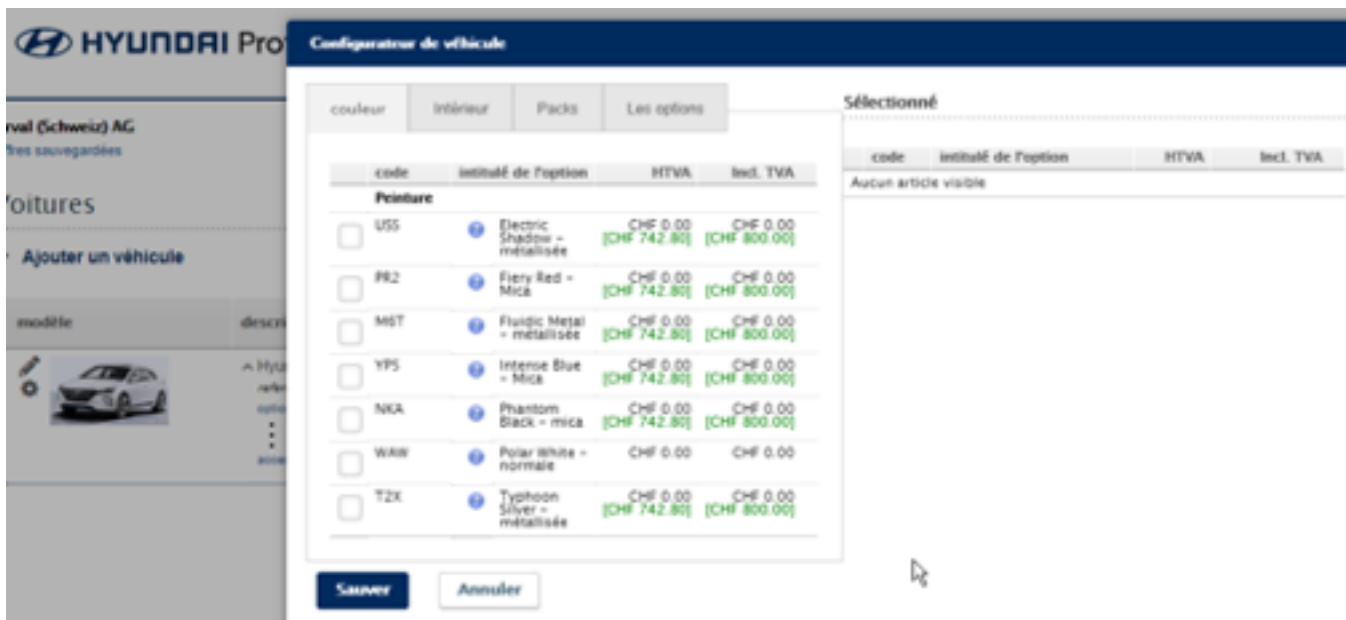 HYUNDAI Pro
Configurateur de véhicule
rval (Schweiz) AG
fres sauvegardées
oitures
Ajouter un véhicule
modèle descri
Hyu
refer
optio
acce
couleur Intérieur Packs Les options
code intitulé de l'option HTVA Incl. TVA
Peinture
U5S Electric CHF 0.00 CHF 0.00
Shadow – [CHF 742.80] [CHF 800.00]
métallisée
PR2 Fiery Red – CHF 0.00 CHF 0.00
Mica [CHF 742.80] [CHF 800.00]
M6T Fluidic Metal CHF 0.00 CHF 0.00
– métallisée [CHF 742.80] [CHF 800.00]
YP5 Intense Blue CHF 0.00 CHF 0.00
– Mica [CHF 742.80] [CHF 800.00]
NKA Phantom CHF 0.00 CHF 0.00
Black – mica [CHF 742.80] [CHF 800.00]
WAW Polar White – CHF 0.00 CHF 0.00
normale
T2X Typhoon CHF 0.00 CHF 0.00
Silver – [CHF 742.80] [CHF 800.00]
métallisée
Sauver Annuler
Sélectionné
code intitulé de l'option HTVA Incl. TVA
Aucun article visible